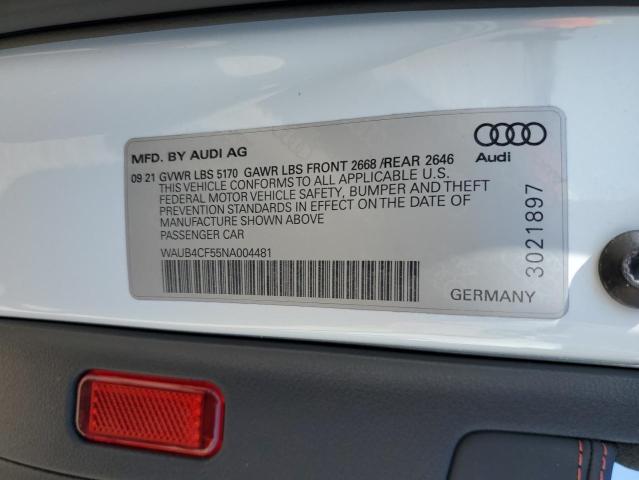 MFD. BY AUDI AG
09 21 GVWR LBS 5170 GAWR LBS FRONT 2668 /REAR 2646
THIS VEHICLE CONFORMS TO ALL APPLICABLE U.S.
FEDERAL MOTOR VEHICLE SAFETY, BUMPER AND THEFT
PREVENTION STANDARDS IN EFFECT ON THE DATE OF
MANUFACTURE SHOWN ABOVE
PASSENGER CAR
WAUB4CF55NA004481
Audi
3021897
GERMANY